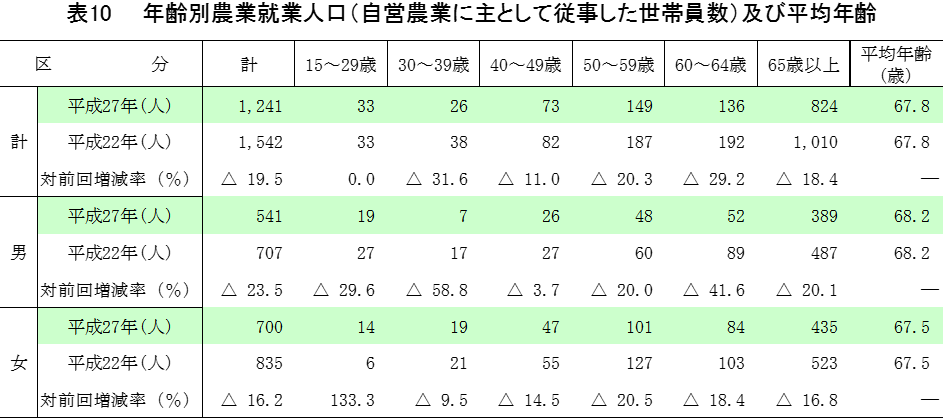 表10　年齢別農業就業人口（自営農業に主として従事した世帯員数）及び平均年齢
区　分 計 15～29歳 30～39歳 40～49歳 50～59歳 60～64歳 65歳以上 平均年齢（歳）
平成27年（人） 1,241 33 26 73 149 136 824 67.8
計 平成22年（人） 1,542 33 38 82 187 192 1,010 67.8
対前回増減率（％） △ 19.5 0.0 △ 31.6 △ 11.0 △ 20.3 △ 29.2 △ 18.4 ―
平成27年（人） 541 19 7 26 48 52 389 68.2
男 平成22年（人） 707 27 17 27 60 89 487 68.2
対前回増減率（％） △ 23.5 △ 29.6 △ 58.8 △ 3.7 △ 20.0 △ 41.6 △ 20.1 ―
平成27年（人） 700 14 19 47 101 84 435 67.5
女 平成22年（人） 835 6 21 55 127 103 523 67.5
対前回増減率（％） △ 16.2 133.3 △ 9.5 △ 14.5 △ 20.5 △ 18.4 △ 16.8 ―